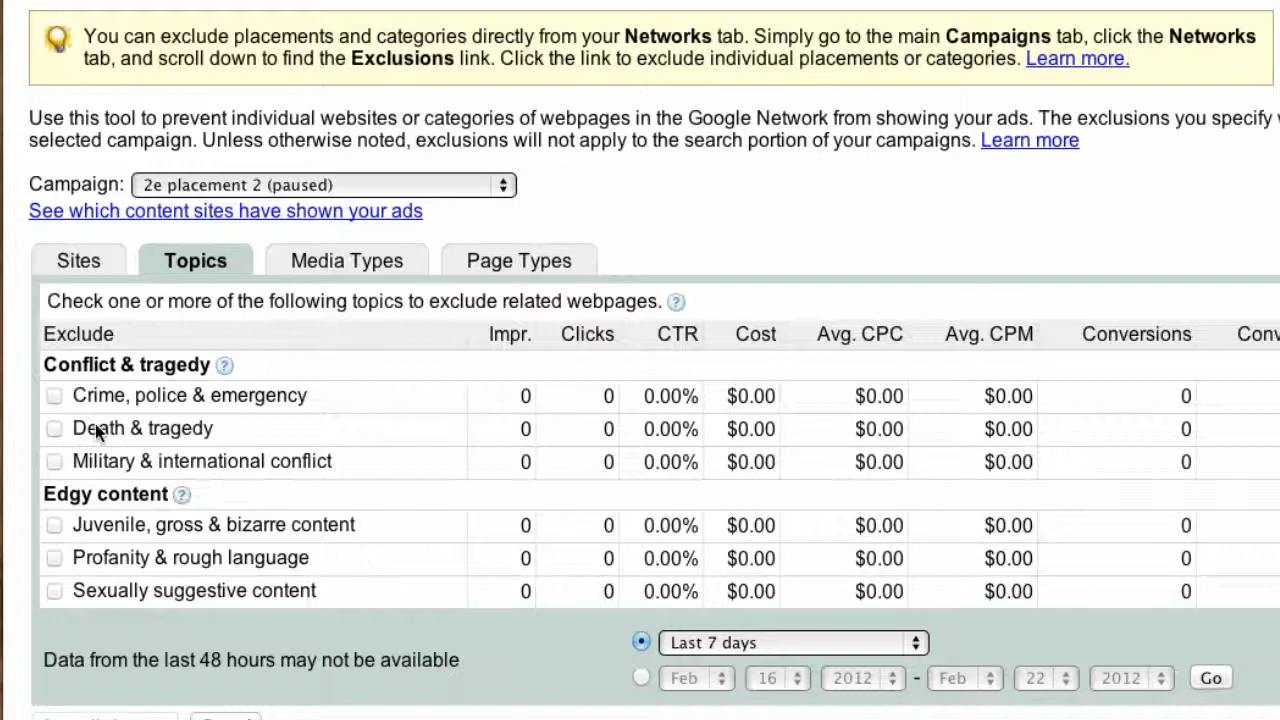 You can exclude placements and categories directly from your Networks tab. Simply go to the main Campaigns tab, click the Networks
tab, and scroll down to find the Exclusions link. Click the link to exclude individual placements or categories. Learn more.
Use this tool to prevent individual websites or categories of webpages in the Google Network from showing your ads. The exclusions you specify
selected campaign. Unless otherwise noted, exclusions will not apply to the search portion of your campaigns. Learn more
Campaign: 2e placement 2 (paused)
See which content sites have shown your ads
Sites Topics Media Types Page Types
Check one or more of the following topics to exclude related webpages. ?
Exclude Impr. Clicks CTR Cost Avg. CPC Avg. CPM Conversions Conv
Conflict & tragedy ?
Crime, police & emergency 0 0 0.00% $0.00 $0.00 $0.00 0
Death & tragedy 0 0 0.00% $0.00 $0.00 $0.00 0
Military & international conflict 0 0 0.00% $0.00 $0.00 $0.00 0
Edgy content ?
Juvenile, gross & bizarre content 0 0 0.00% $0.00 $0.00 $0.00 0
Profanity & rough language 0 0 0.00% $0.00 $0.00 $0.00 0
Sexually suggestive content 0 0 0.00% $0.00 $0.00 $0.00 0
Last 7 days
Data from the last 48 hours may not be available
Feb 16 2012 - Feb 22 2012 Go